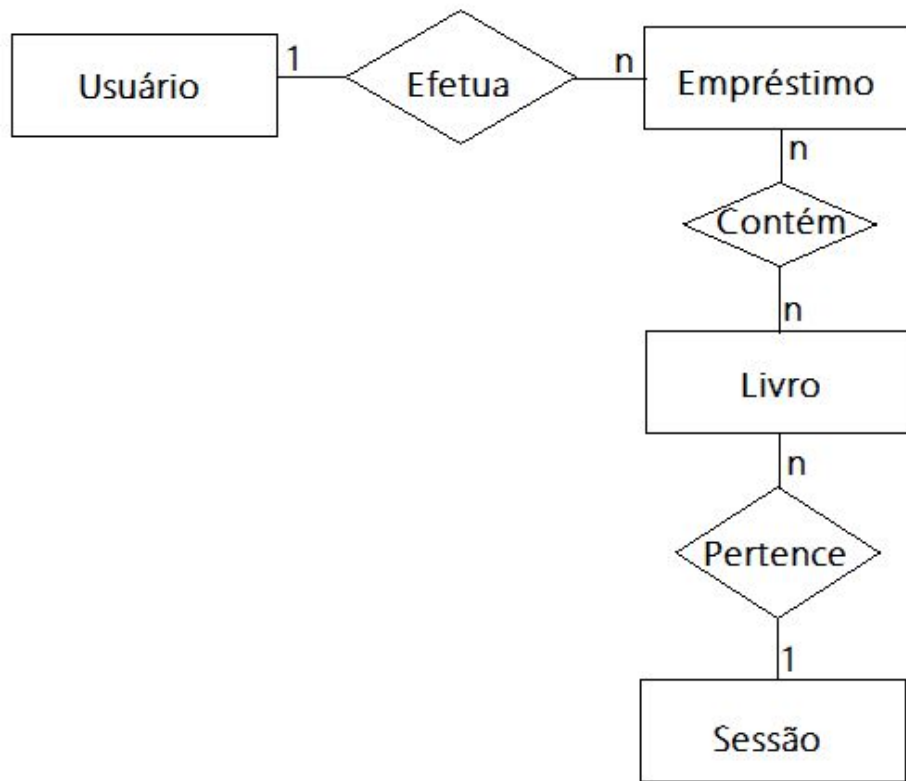 Usuário
1
Efetua
n
Empréstimo
n
Contém
n
Livro
n
Pertence
1
Sessão